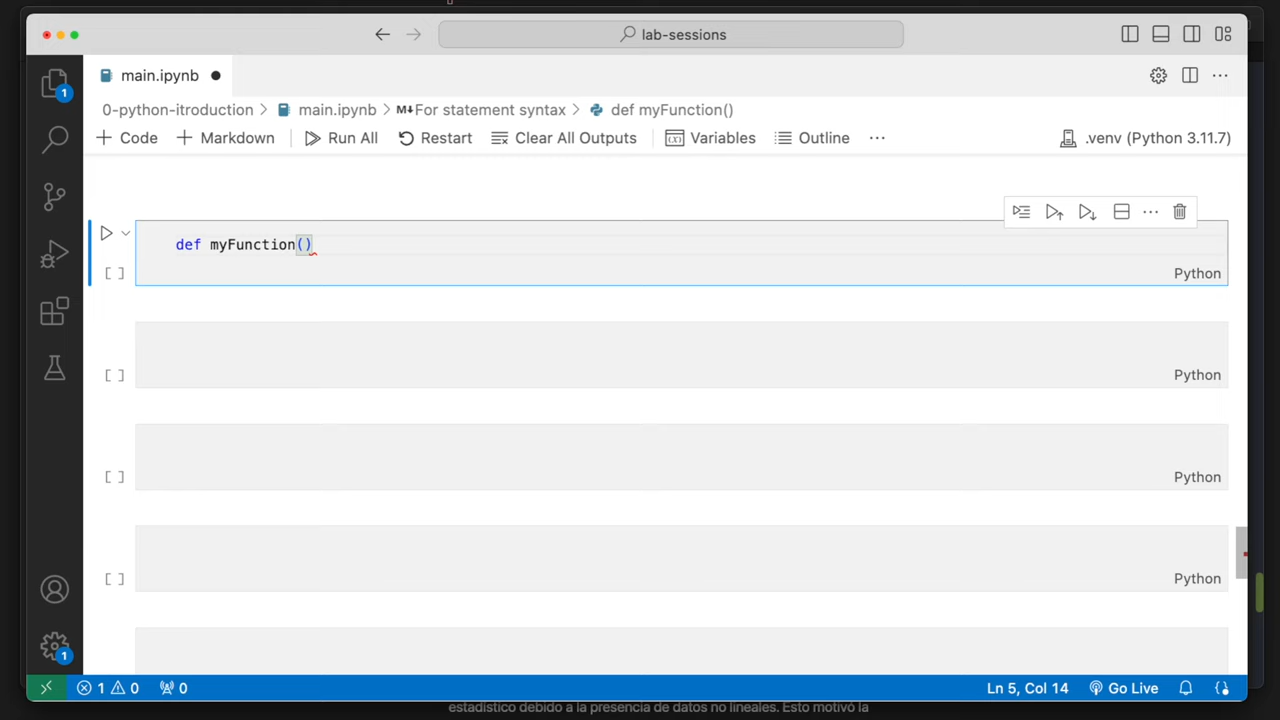 lab-sessions
main.ipynb
0-python-itroduction > main.ipynb > M↓For statement syntax > def myFunction()
+ Code + Markdown Run All Restart Clear All Outputs Variables Outline ··· .venv (Python 3.11.7)
1
def myFunction()
[ ] Python
[ ] Python
[ ] Python
[ ] Python
1
1 0 0 Ln 5, Col 14 Go Live
estadístico debido a la presencia de datos no lineales. Esto motivó la